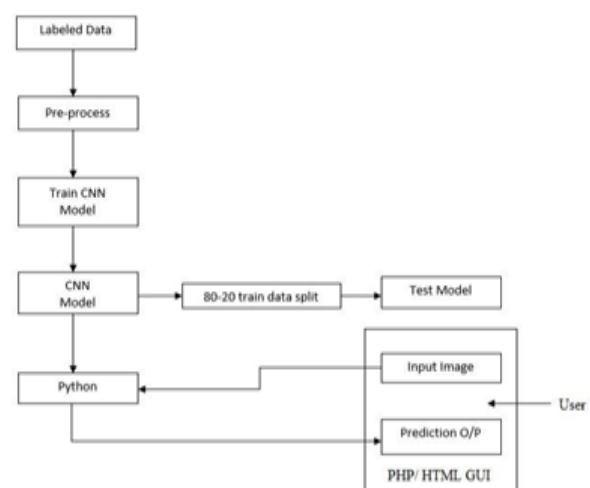 Labeled Data
Pre-process
Train CNN
Model
CNN
Model
80-20 train data split
Test Model
Python
Input Image
User
Prediction O/P
PHP/ HTML GUI